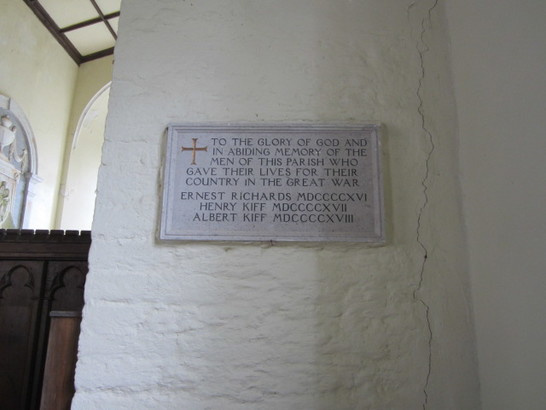 TO THE GLORY OF GOD AND
IN ABIDING MEMORY OF THE
MEN OF THIS PARISH WHO
GAVE THEIR LIVES FOR THEIR
COUNTRY IN THE GREAT WAR
ERNEST RICHARDS MDCCCCXVI
HENRY KIFF MDCCCCXVII
ALBERT KIFF MDCCCCXVIII